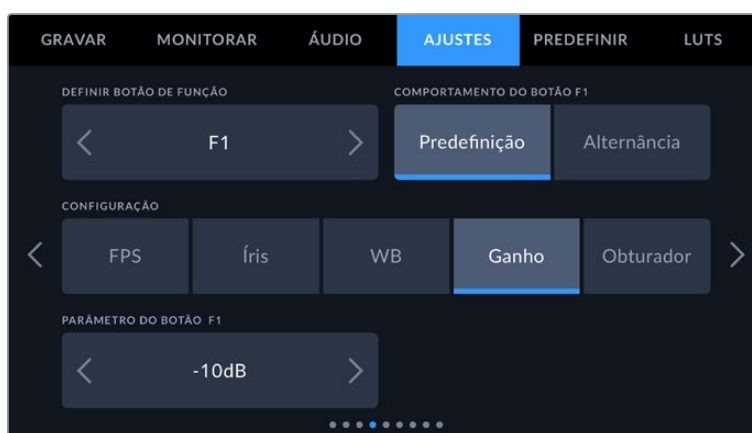 GRAVAR MONITORAR ÁUDIO AJUSTES PREDEFINIR LUTS
DEFINIR BOTÃO DE FUNÇÃO COMPORTAMENTO DO BOTÃO F1
F1 Predefinição Alternância
CONFIGURAÇÃO
FPS Íris WB Ganho Obturador
PARÂMETRO DO BOTÃO F1
-10dB